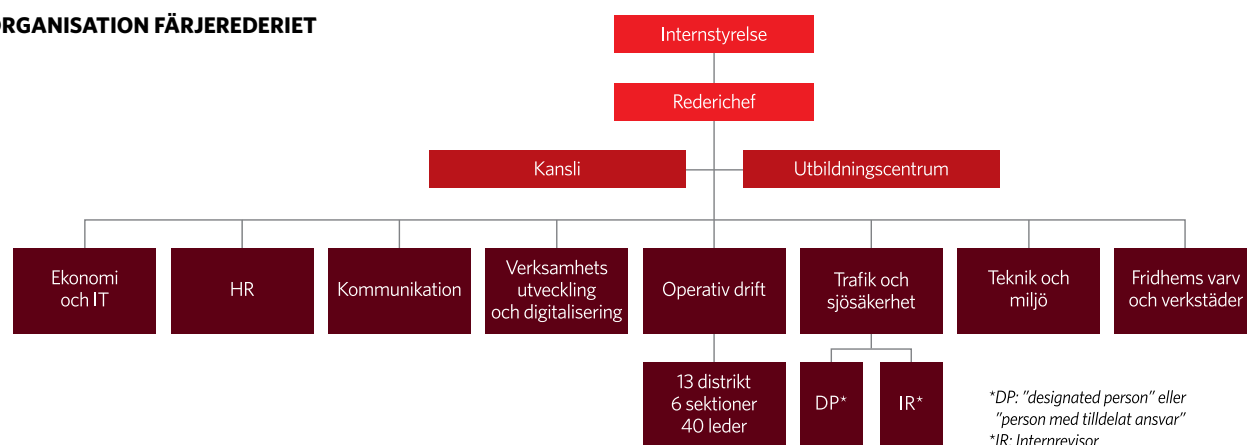 ORGANISATION FÄRJEREDERIET
Internstyrelse
Rederichef
Kansli
Utbildningscentrum
Ekonomi
och IT
HR
Kommunikation
Verksamhets
utveckling
och digitalisering
Operativ drift
Trafik och
sjösäkerhet
Teknik och
miljö
Fridhems varv
och verkstäder
13 distrikt
6 sektioner
40 leder
DP*
IR*
*DP: ”designated person” eller
”person med tilldelat ansvar”
*IR: Internrevisor